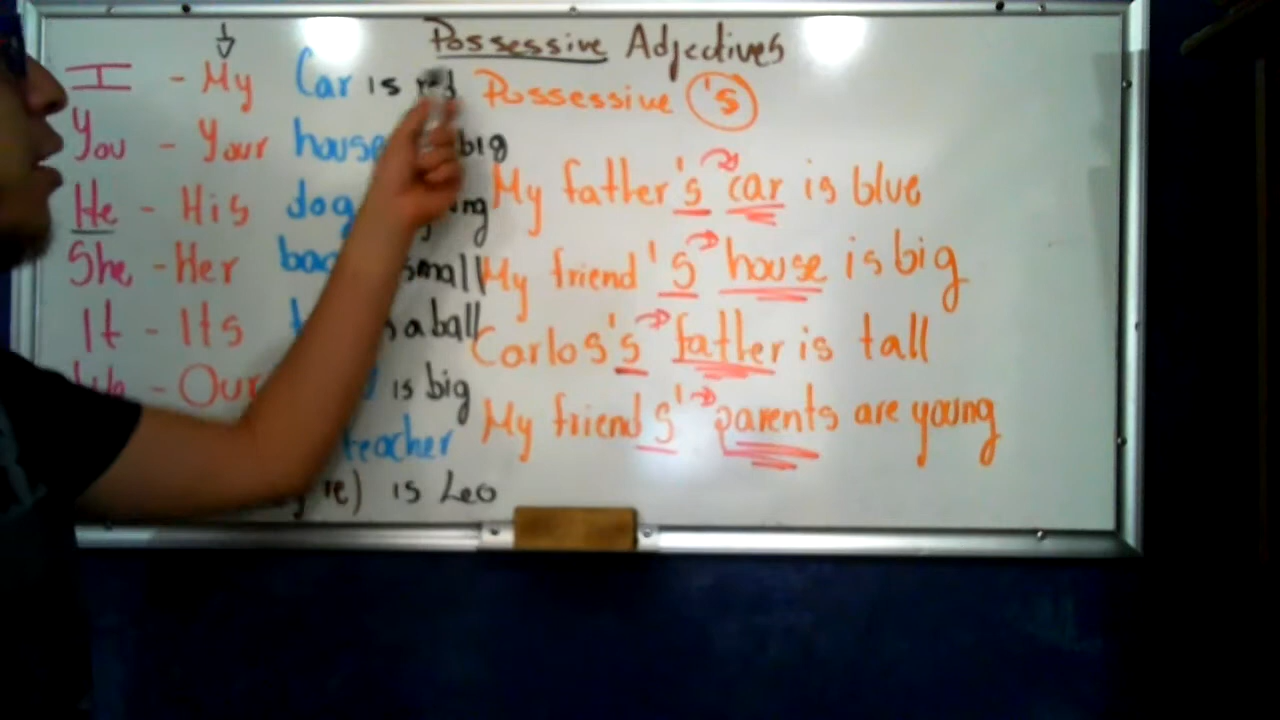 Possessive Adjectives
I - My Car is red
You - Your house big
He - His dog
She - Her small
It - Its a ball
We - Our is big
teacher
is Leo
Possessive 's
My father's car is blue
My friend's house is big
Carlos's father is tall
My friends' parents are young